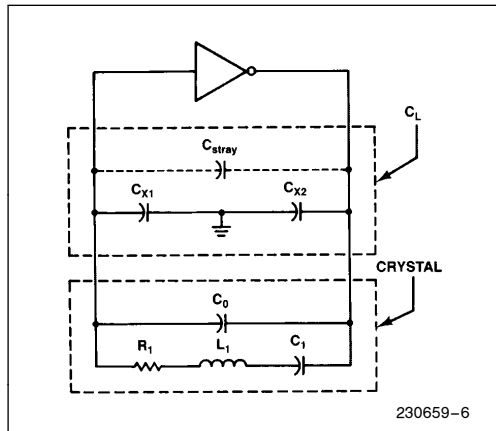 C_L
C_stray
C_X1 C_X2
CRYSTAL
C_0
R_1 L_1 C_1
230659–6